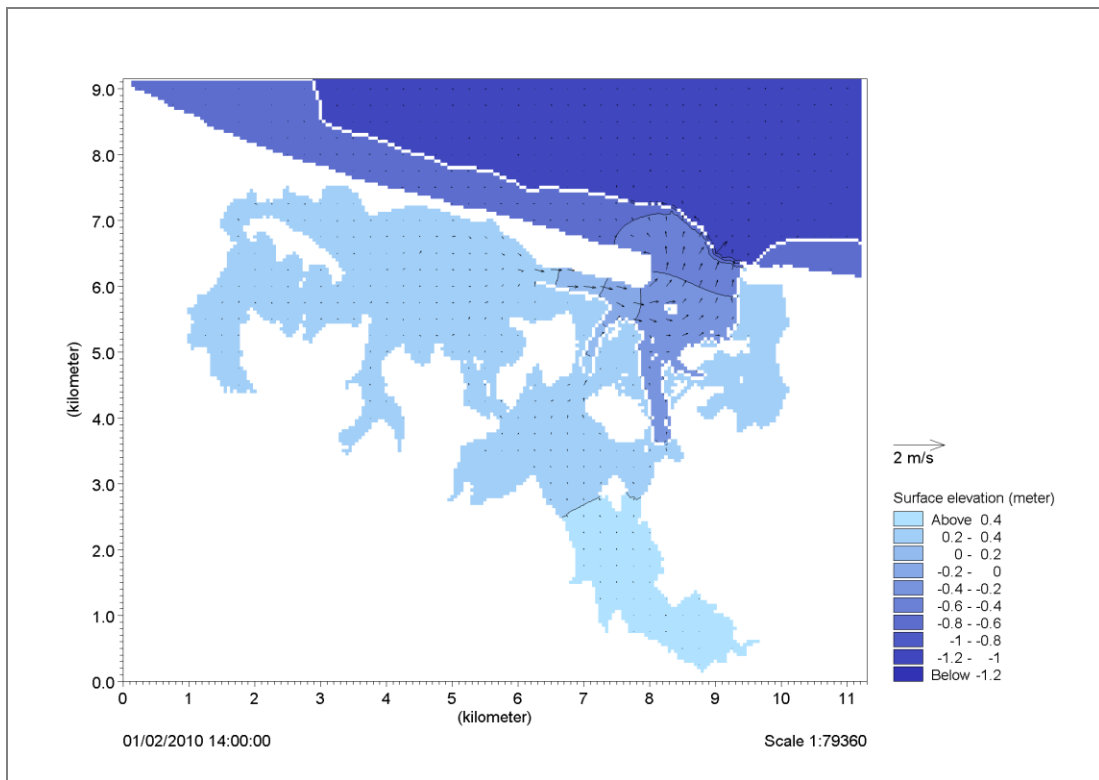 9.0
8.0
7.0
6.0
5.0
4.0
3.0
2.0
1.0
0.0
(kilometer)
0 1 2 3 4 5 6 7 8 9 10 11
(kilometer)
01/02/2010 14:00:00
Scale 1:79360
2 m/s
Surface elevation (meter)
Above 0.4
0.2 - 0.4
0 - 0.2
-0.2 - 0
-0.4 - -0.2
-0.6 - -0.4
-0.8 - -0.6
-1 - -0.8
-1.2 - -1
Below -1.2